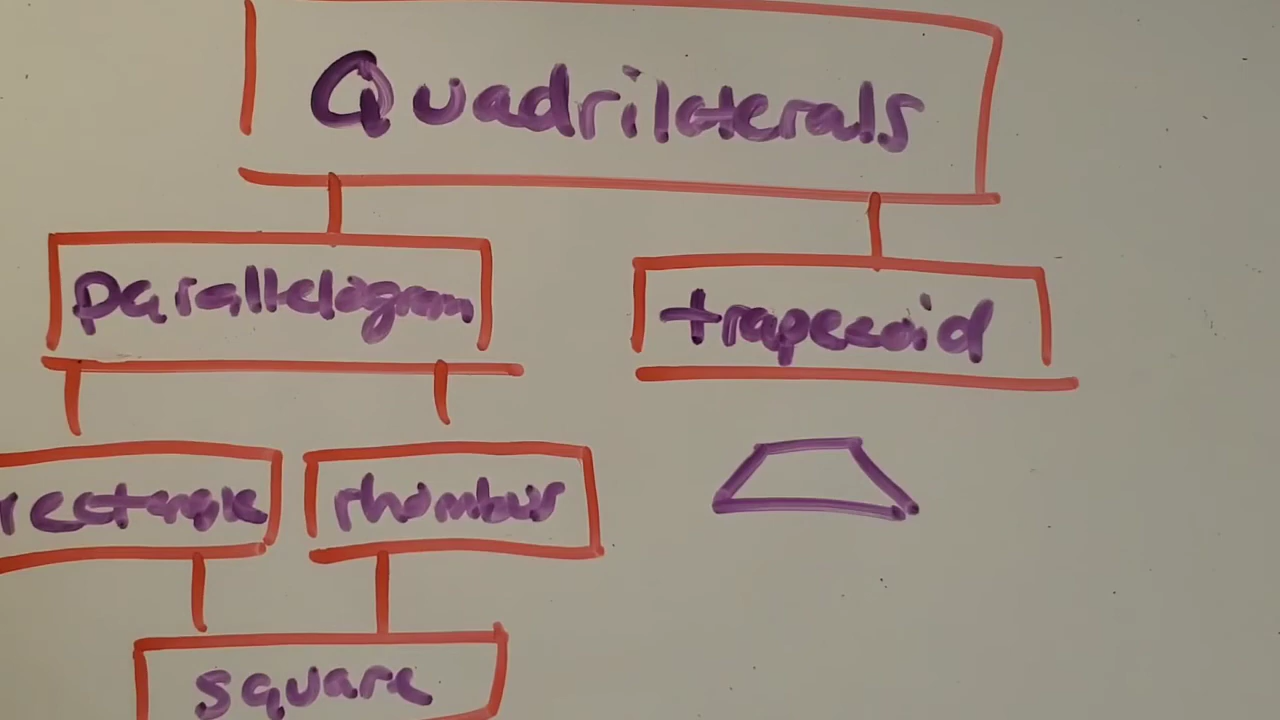 Quadrilaterals
parallelogram
trapezoid
rectangle
rhombus
square